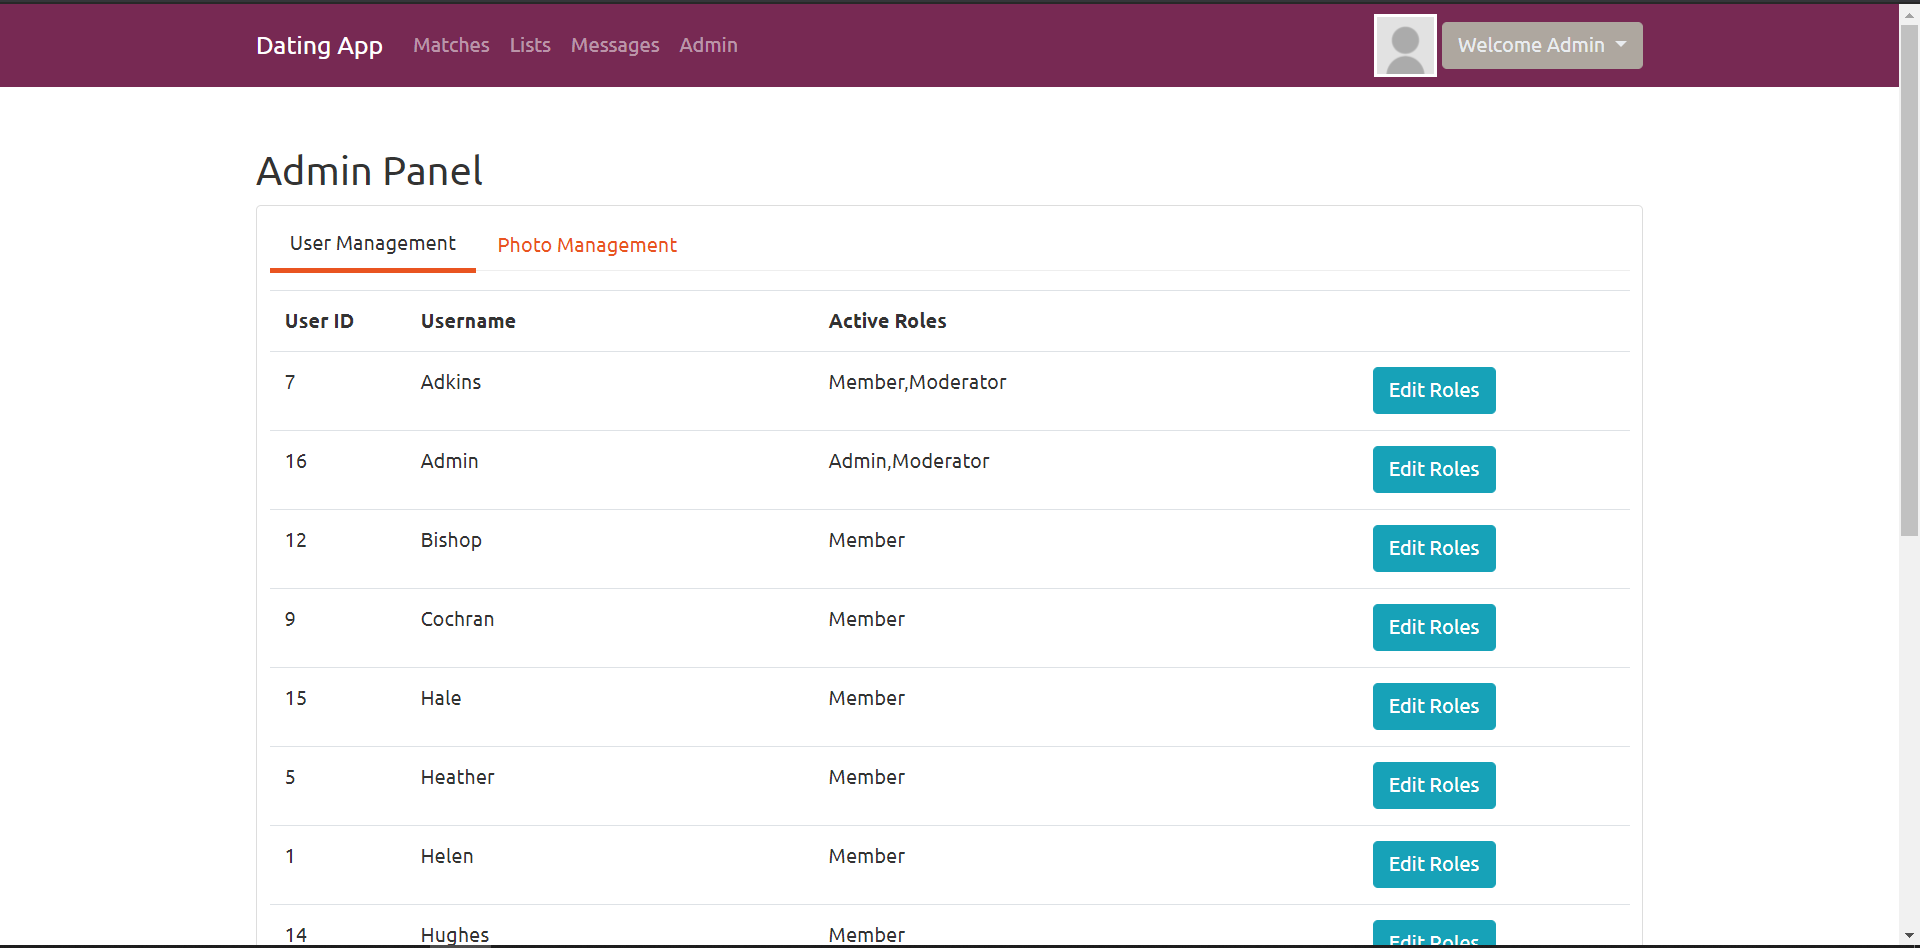 Dating App Matches Lists Messages Admin Welcome Admin
Admin Panel
User Management Photo Management
User ID Username Active Roles
7 Adkins Member,Moderator Edit Roles
16 Admin Admin,Moderator Edit Roles
12 Bishop Member Edit Roles
9 Cochran Member Edit Roles
15 Hale Member Edit Roles
5 Heather Member Edit Roles
1 Helen Member Edit Roles
14 Hughes Member Edit Roles